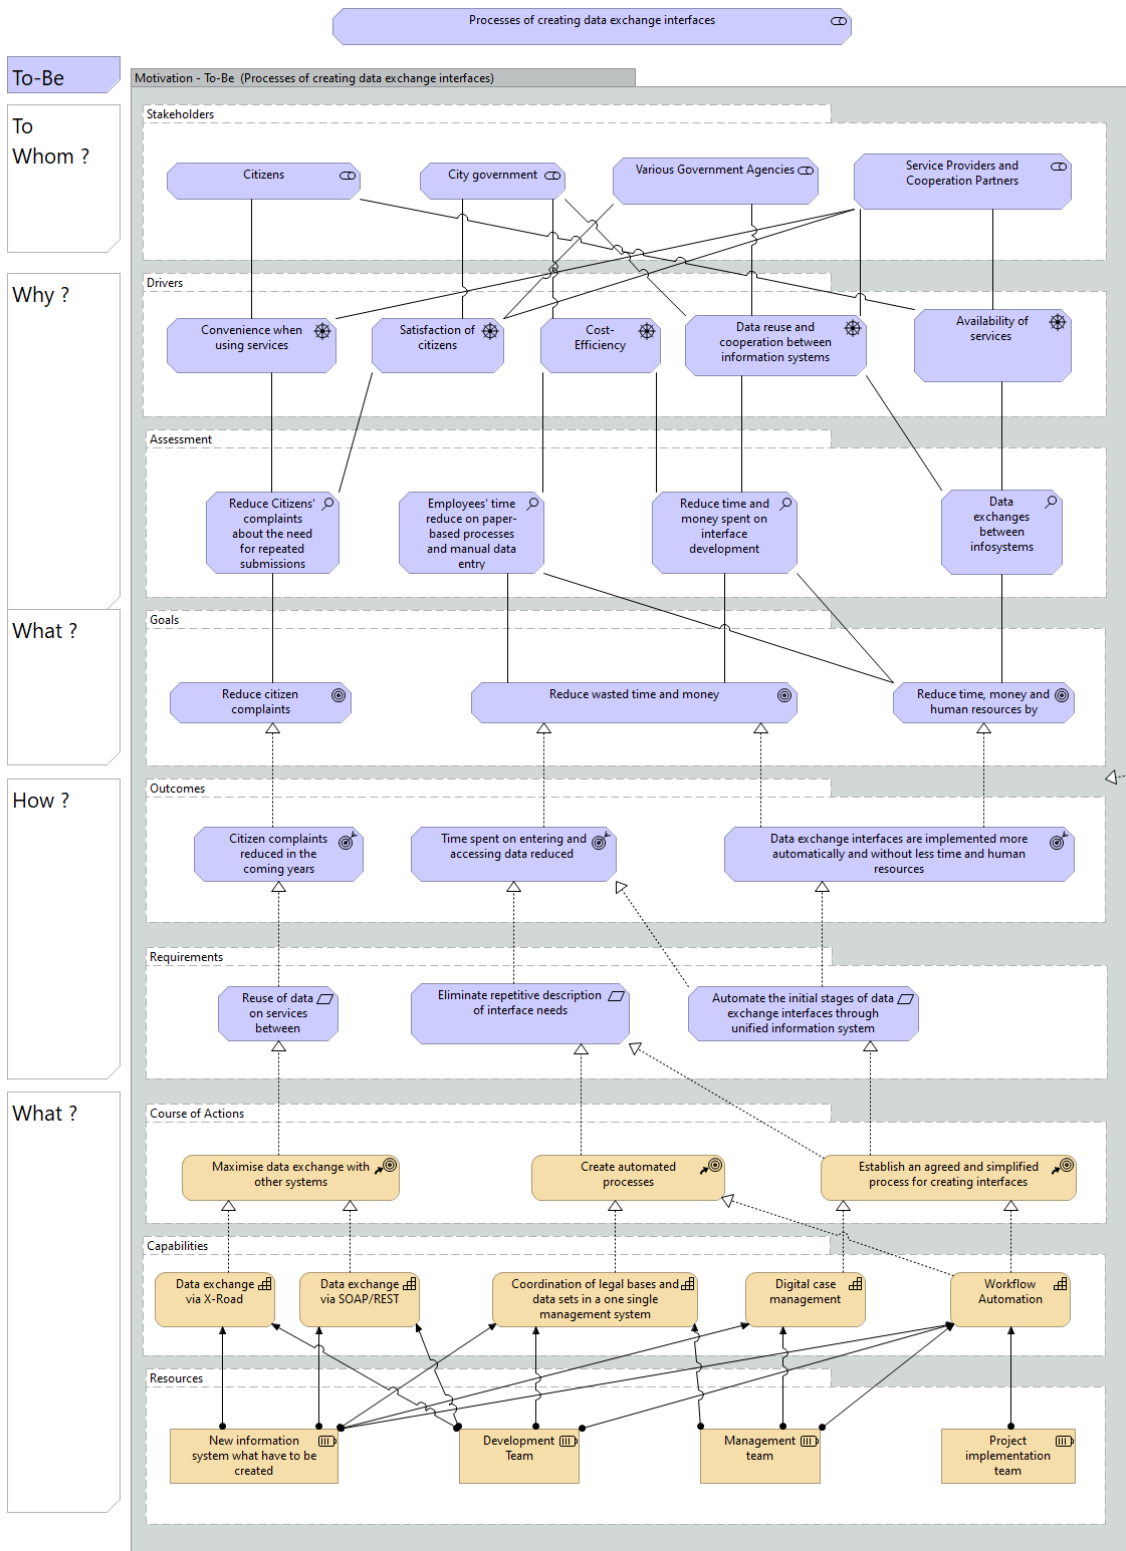 Processes of creating data exchange interfaces
To-Be
Motivation - To-Be  (Processes of creating data exchange interfaces)
To
Whom ?
Stakeholders
Citizens
City government
Various Government Agencies
Service Providers and
Cooperation Partners
Why ?
Drivers
Convenience when
using services
Satisfaction of
citizens
Cost-
Efficiency
Data reuse and
cooperation between
information systems
Availability of
services
Assessment
Reduce Citizens'
complaints
about the need
for repeated
submissions
Employees' time
reduce on paper-
based processes
and manual data
entry
Reduce time and
money spent on
interface
development
Data
exchanges
between
infosystems
What ?
Goals
Reduce citizen
complaints
Reduce wasted time and money
Reduce time, money and
human resources by
How ?
Outcomes
Citizen complaints
reduced in the
coming years
Time spent on entering and
accessing data reduced
Data exchange interfaces are implemented more
automatically and without less time and human
resources
Requirements
Reuse of data
on services
between
Eliminate repetitive description
of interface needs
Automate the initial stages of data
exchange interfaces through
unified information system
What ?
Course of Actions
Maximise data exchange with
other systems
Create automated
processes
Establish an agreed and simplified
process for creating interfaces
Capabilities
Data exchange
via X-Road
Data exchange
via SOAP/REST
Coordination of legal bases and
data sets in a one single
management system
Digital case
management
Workflow
Automation
Resources
New information
system what have to be
created
Development
Team
Management
team
Project
implementation
team